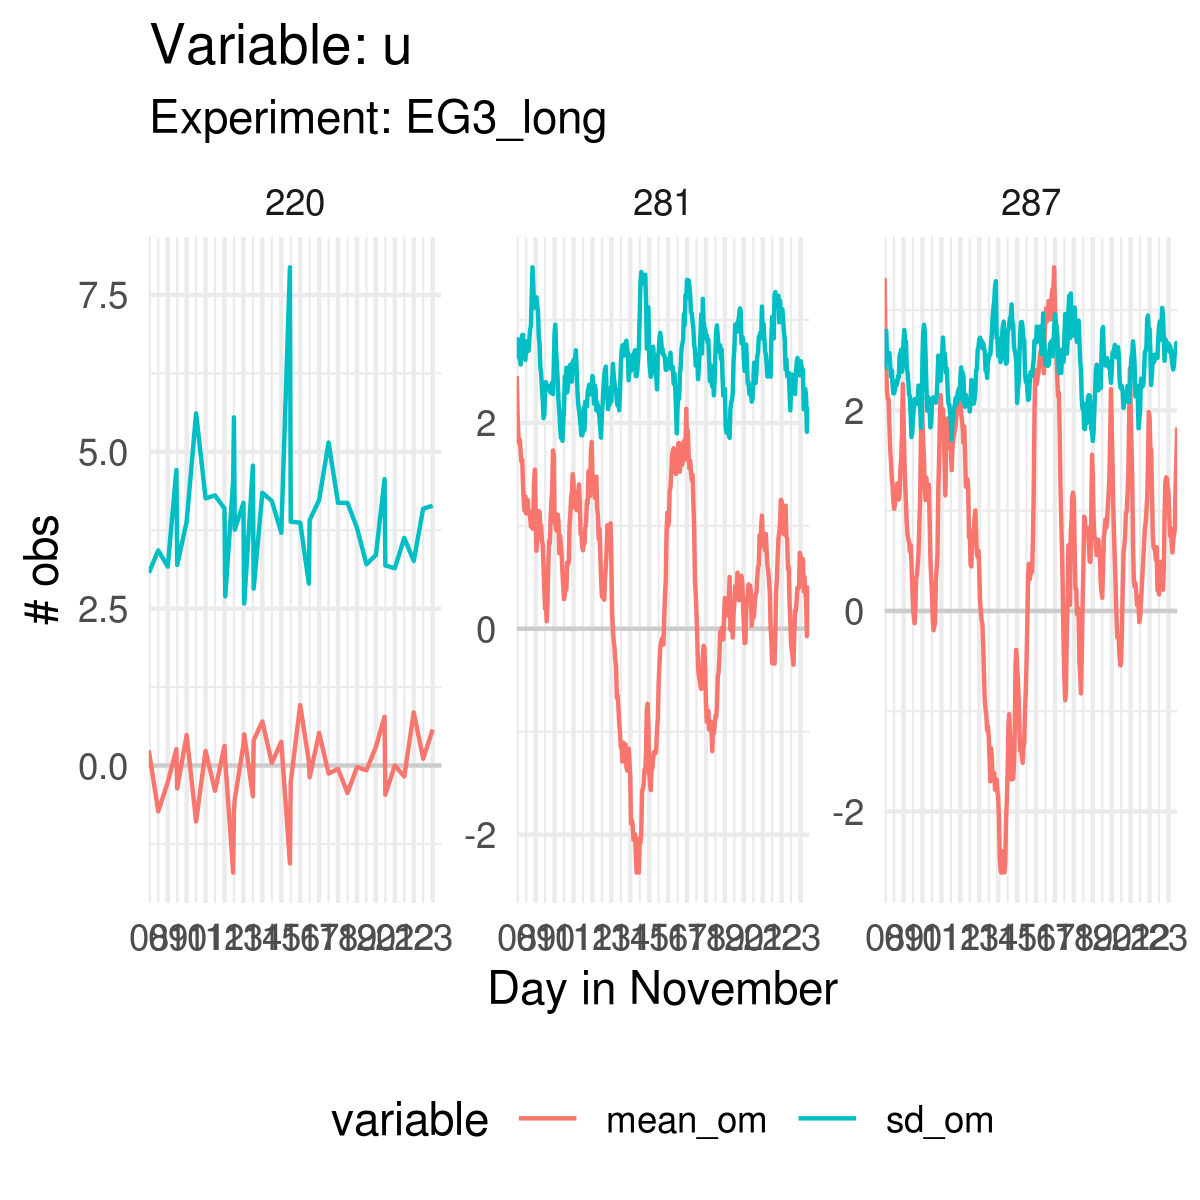 Variable: u
Experiment: EG3_long
220 281 287
7.5
5.0
2.5
0.0
2
0
-2
2
0
-2
# obs
Day in November
variable mean_om sd_om